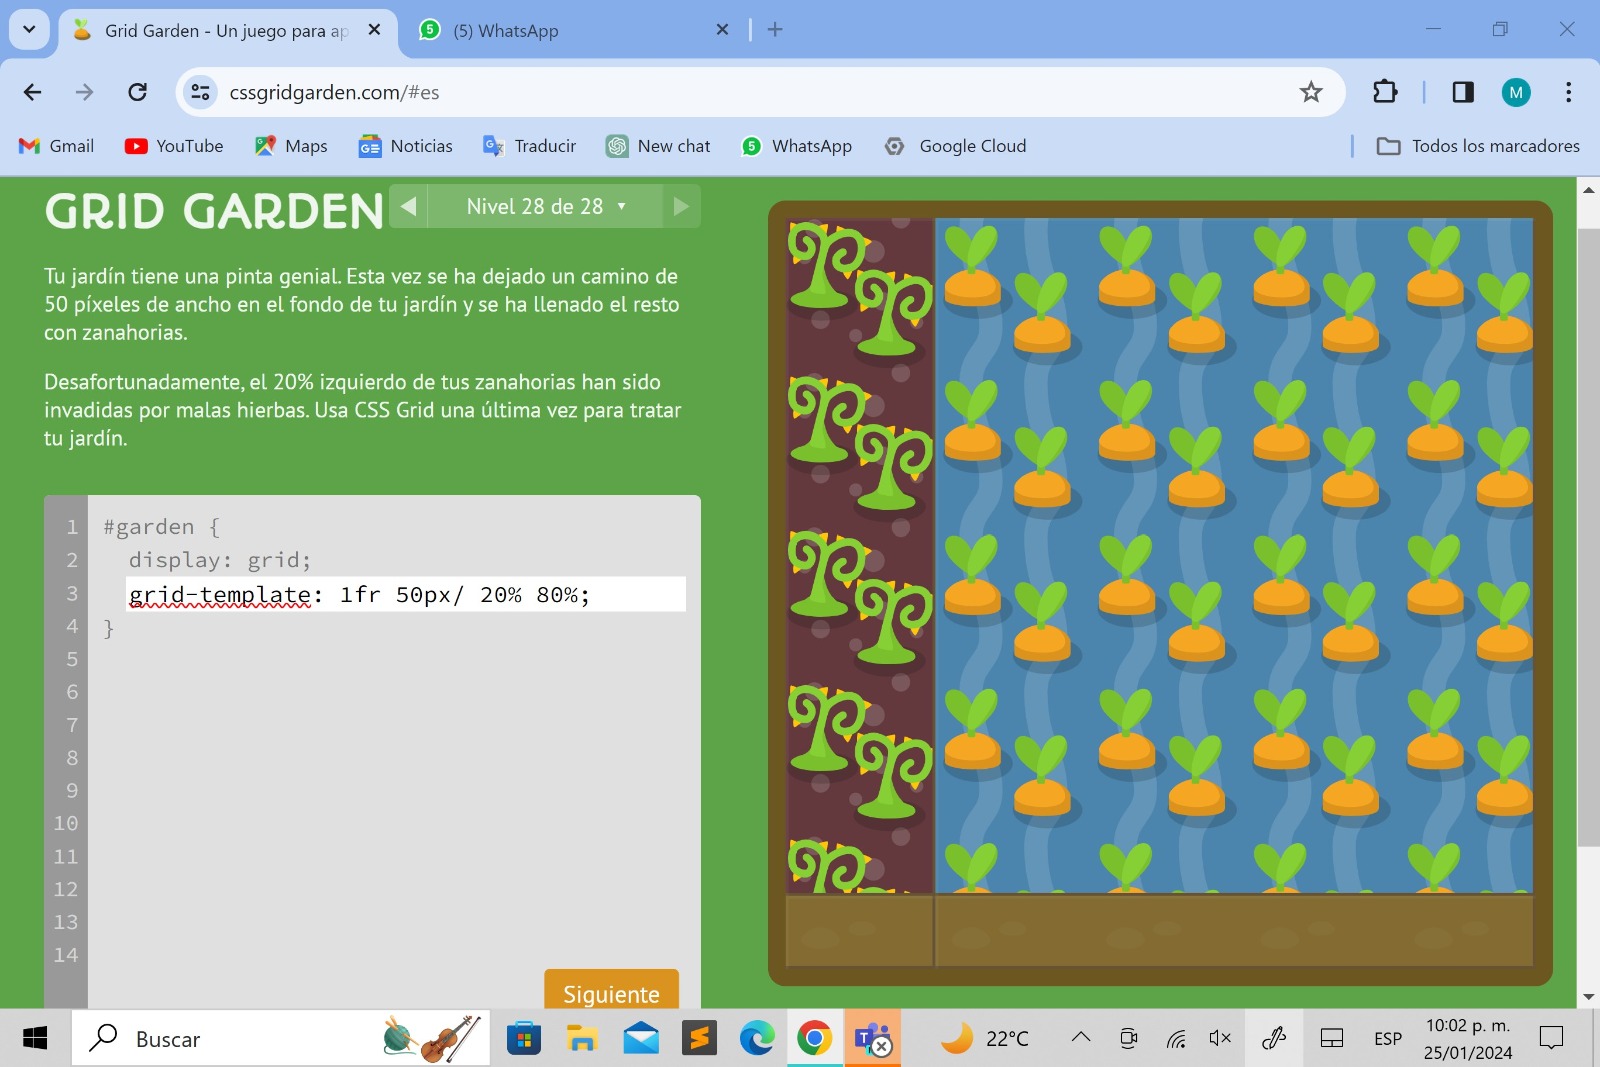 Grid Garden - Un juego para ap
5 (5) WhatsApp
cssgridgarden.com/#es
M
Gmail YouTube Maps Noticias Traducir New chat 5 WhatsApp Google Cloud Todos los marcadores
GRID GARDEN
Nivel 28 de 28
Tu jardín tiene una pinta genial. Esta vez se ha dejado un camino de
50 píxeles de ancho en el fondo de tu jardín y se ha llenado el resto
con zanahorias.
Desafortunadamente, el 20% izquierdo de tus zanahorias han sido
invadidas por malas hierbas. Usa CSS Grid una última vez para tratar
tu jardín.
1 #garden {
2 display: grid;
3 grid-template: 1fr 50px/ 20% 80%;
4 }
5
6
7
8
9
10
11
12
13
14
Siguiente
Buscar
22°C
ESP
10:02 p. m.
25/01/2024